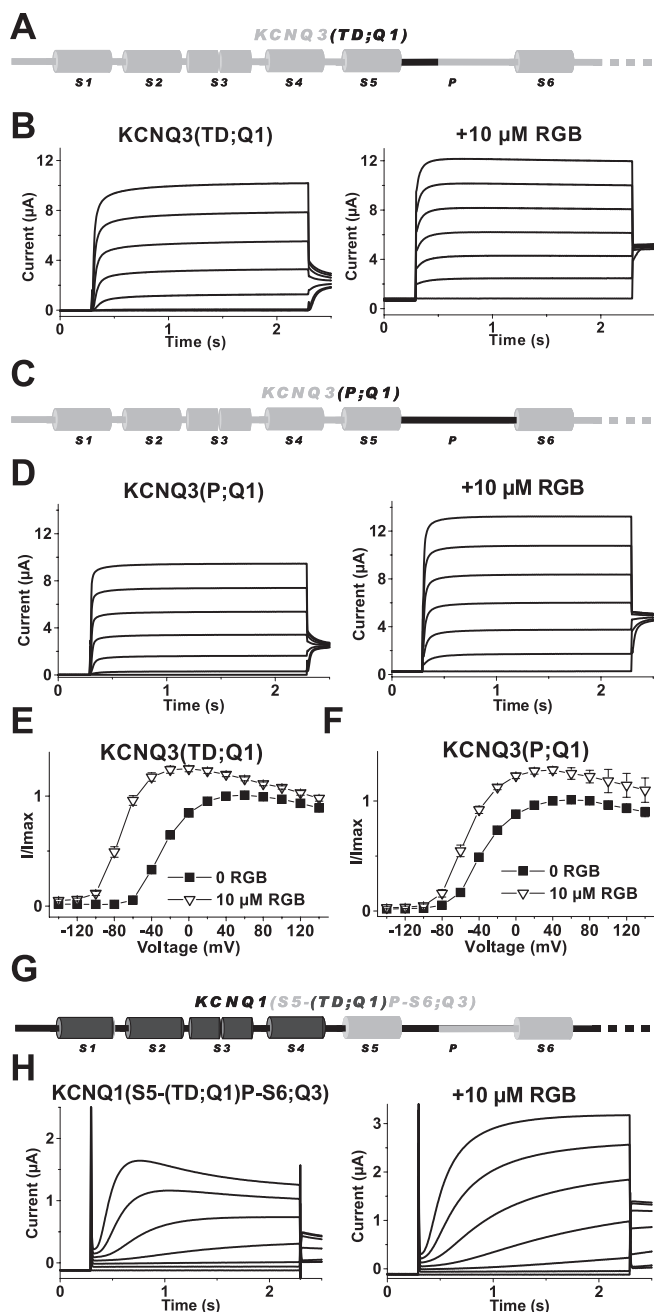 A
KCNQ3(TD;Q1)
S1 S2 S3 S4 S5 P S6
B
KCNQ3(TD;Q1) +10 µM RGB
12
8
4
0
Current (µA)
0 1 2
Time (s)
12
8
4
0
Current (µA)
0 1 2
Time (s)
C
KCNQ3(P;Q1)
S1 S2 S3 S4 S5 P S6
D
KCNQ3(P;Q1) +10 µM RGB
12
8
4
0
Current (µA)
0 1 2
Time (s)
12
8
4
0
Current (µA)
0 1 2
Time (s)
E
KCNQ3(TD;Q1)
1
0
I/Imax
0 RGB
10 µM RGB
-120 -80 -40 0 40 80 120
Voltage (mV)
F
KCNQ3(P;Q1)
1
0
I/Imax
0 RGB
10 µM RGB
-120 -80 -40 0 40 80 120
Voltage (mV)
G
KCNQ1(S5-(TD;Q1)P-S6;Q3)
S1 S2 S3 S4 S5 P S6
H
KCNQ1(S5-(TD;Q1)P-S6;Q3) +10 µM RGB
2
1
0
Current (µA)
0 1 2
Time (s)
3
2
1
0
Current (µA)
0 1 2
Time (s)